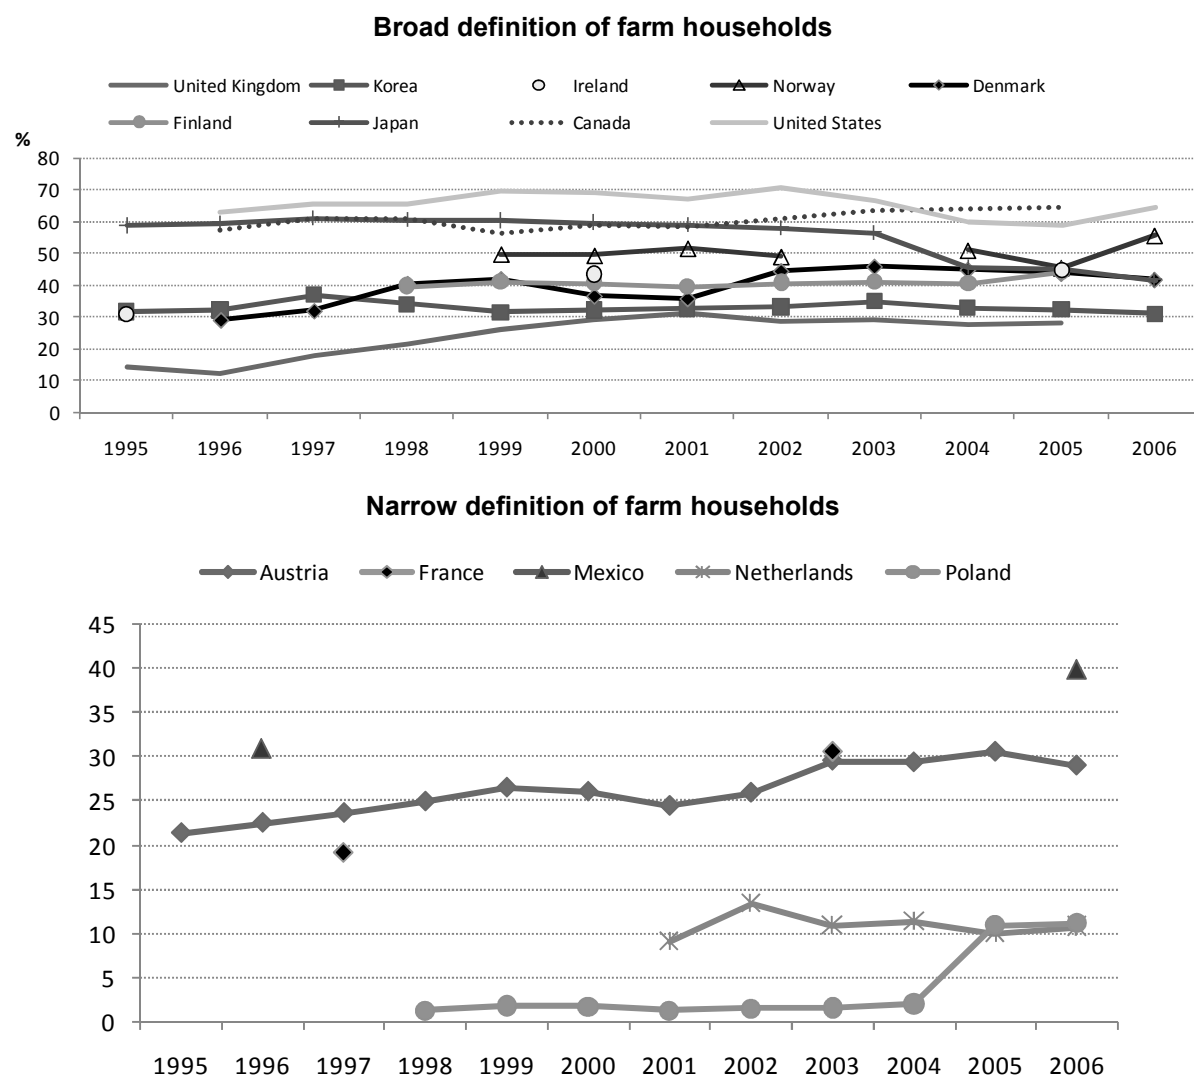 Broad definition of farm households
United Kingdom Korea Ireland Norway Denmark
Finland Japan Canada United States
%
80
70
60
50
40
30
20
10
0
1995 1996 1997 1998 1999 2000 2001 2002 2003 2004 2005 2006
Narrow definition of farm households
Austria France Mexico Netherlands Poland
45
40
35
30
25
20
15
10
5
0
1995 1996 1997 1998 1999 2000 2001 2002 2003 2004 2005 2006